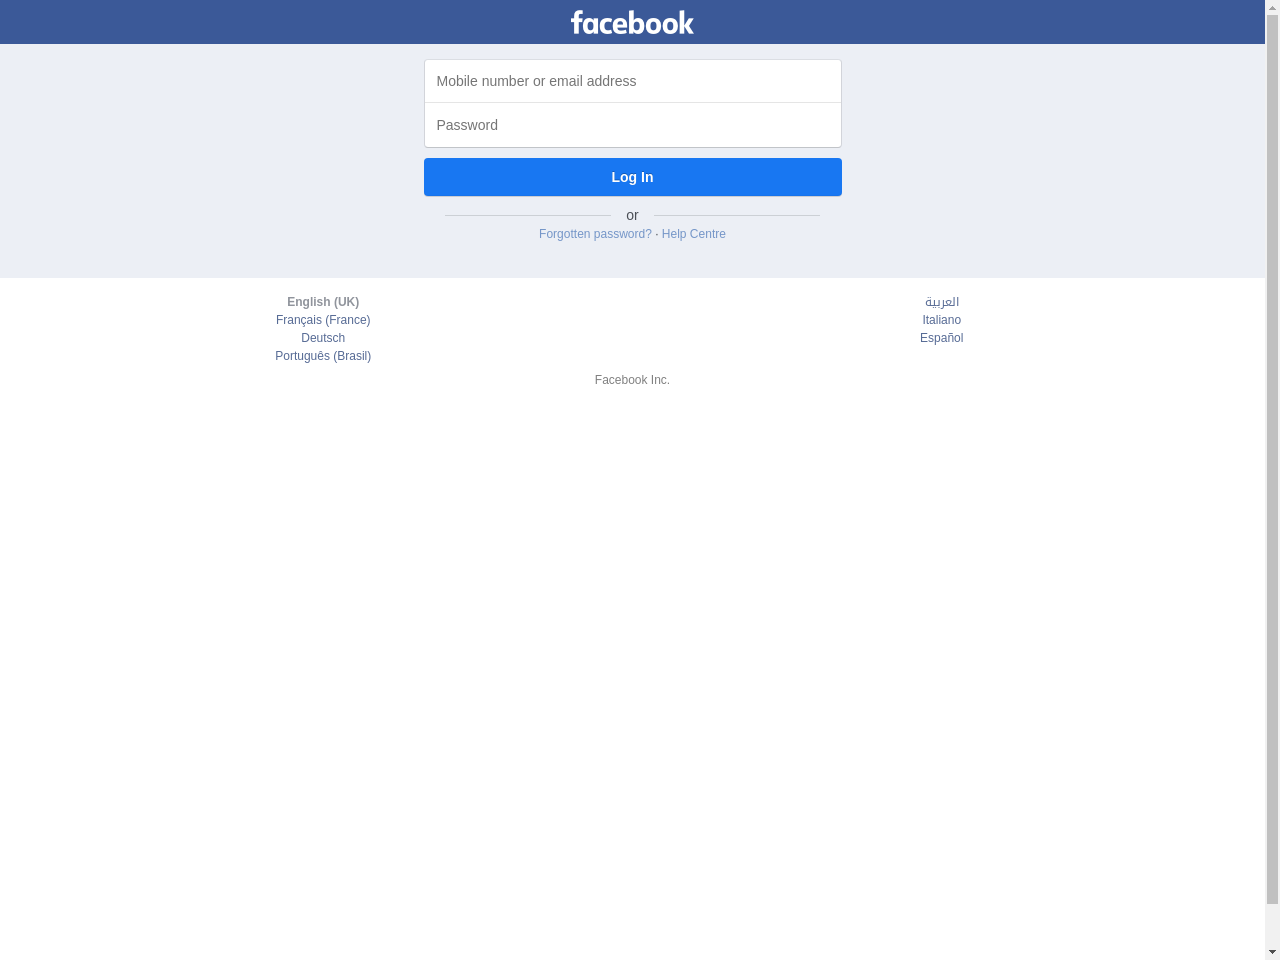 facebook
Mobile number or email address
Password
Log In
or
Forgotten password? · Help Centre
English (UK)
Français (France)
Deutsch
Português (Brasil)
العربية
Italiano
Español
Facebook Inc.